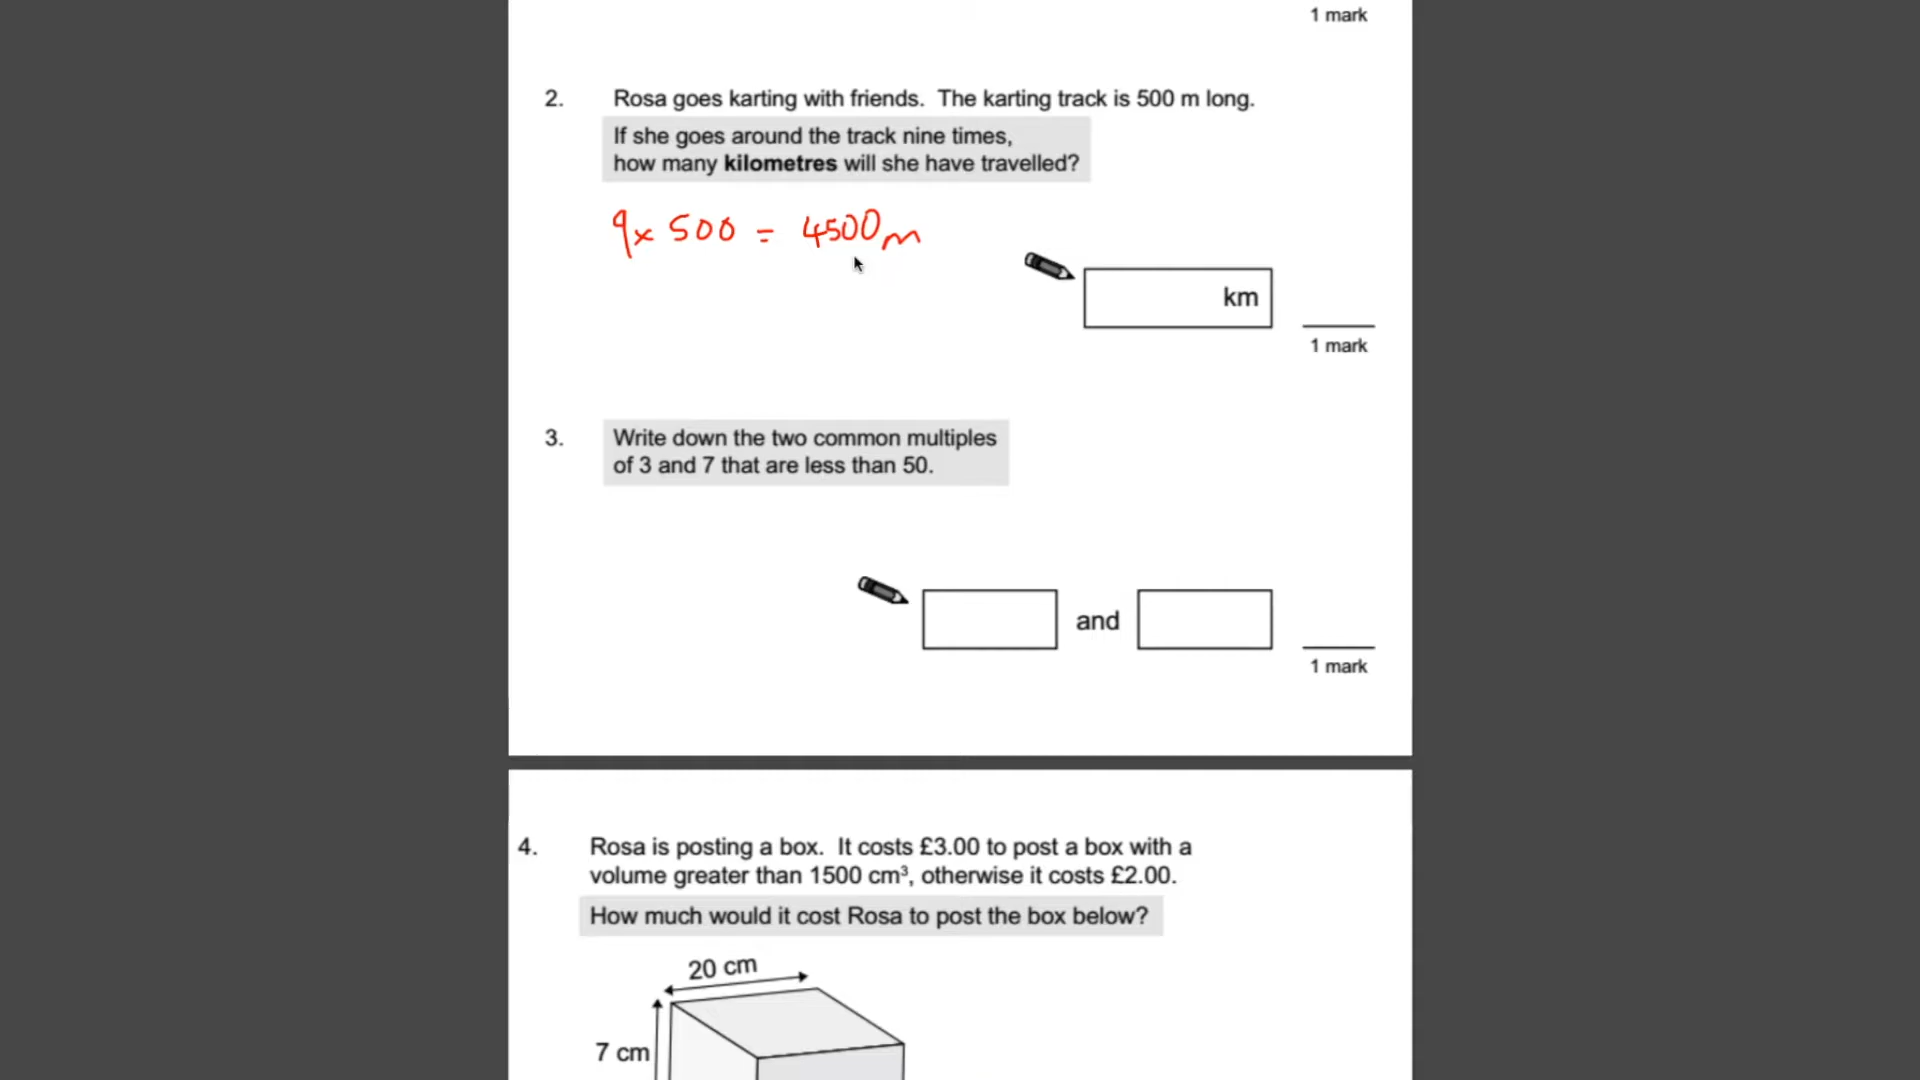 1 mark
2. Rosa goes karting with friends. The karting track is 500 m long.
If she goes around the track nine times,
how many kilometres will she have travelled?
9 x 500 = 4500m
km
1 mark
3. Write down the two common multiples
of 3 and 7 that are less than 50.
and
1 mark
4. Rosa is posting a box. It costs £3.00 to post a box with a
volume greater than 1500 cm³, otherwise it costs £2.00.
How much would it cost Rosa to post the box below?
20 cm
7 cm